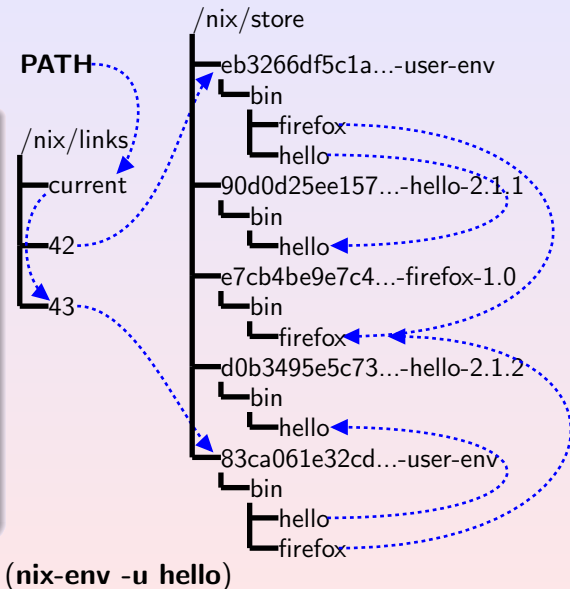 /nix/store
PATH
eb3266df5c1a...-user-env
bin
firefox
hello
/nix/links
current
42
43
90d0d25ee157...-hello-2.1.1
bin
hello
e7cb4be9e7c4...-firefox-1.0
bin
firefox
d0b3495e5c73...-hello-2.1.2
bin
hello
83ca061e32cd...-user-env
bin
hello
firefox
(nix-env -u hello)